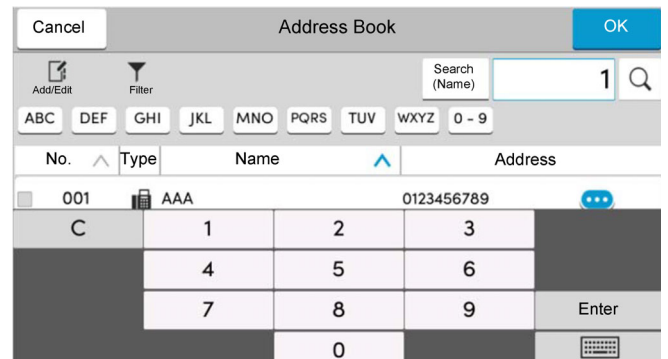 Cancel Address Book OK
Add/Edit Filter Search (Name) 1
ABC DEF GHI JKL MNO PQRS TUV WXYZ 0 - 9
No. Type Name Address
001 AAA 0123456789
C 1 2 3
4 5 6
7 8 9 Enter
0